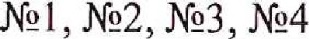 №1, №2, №3, №4